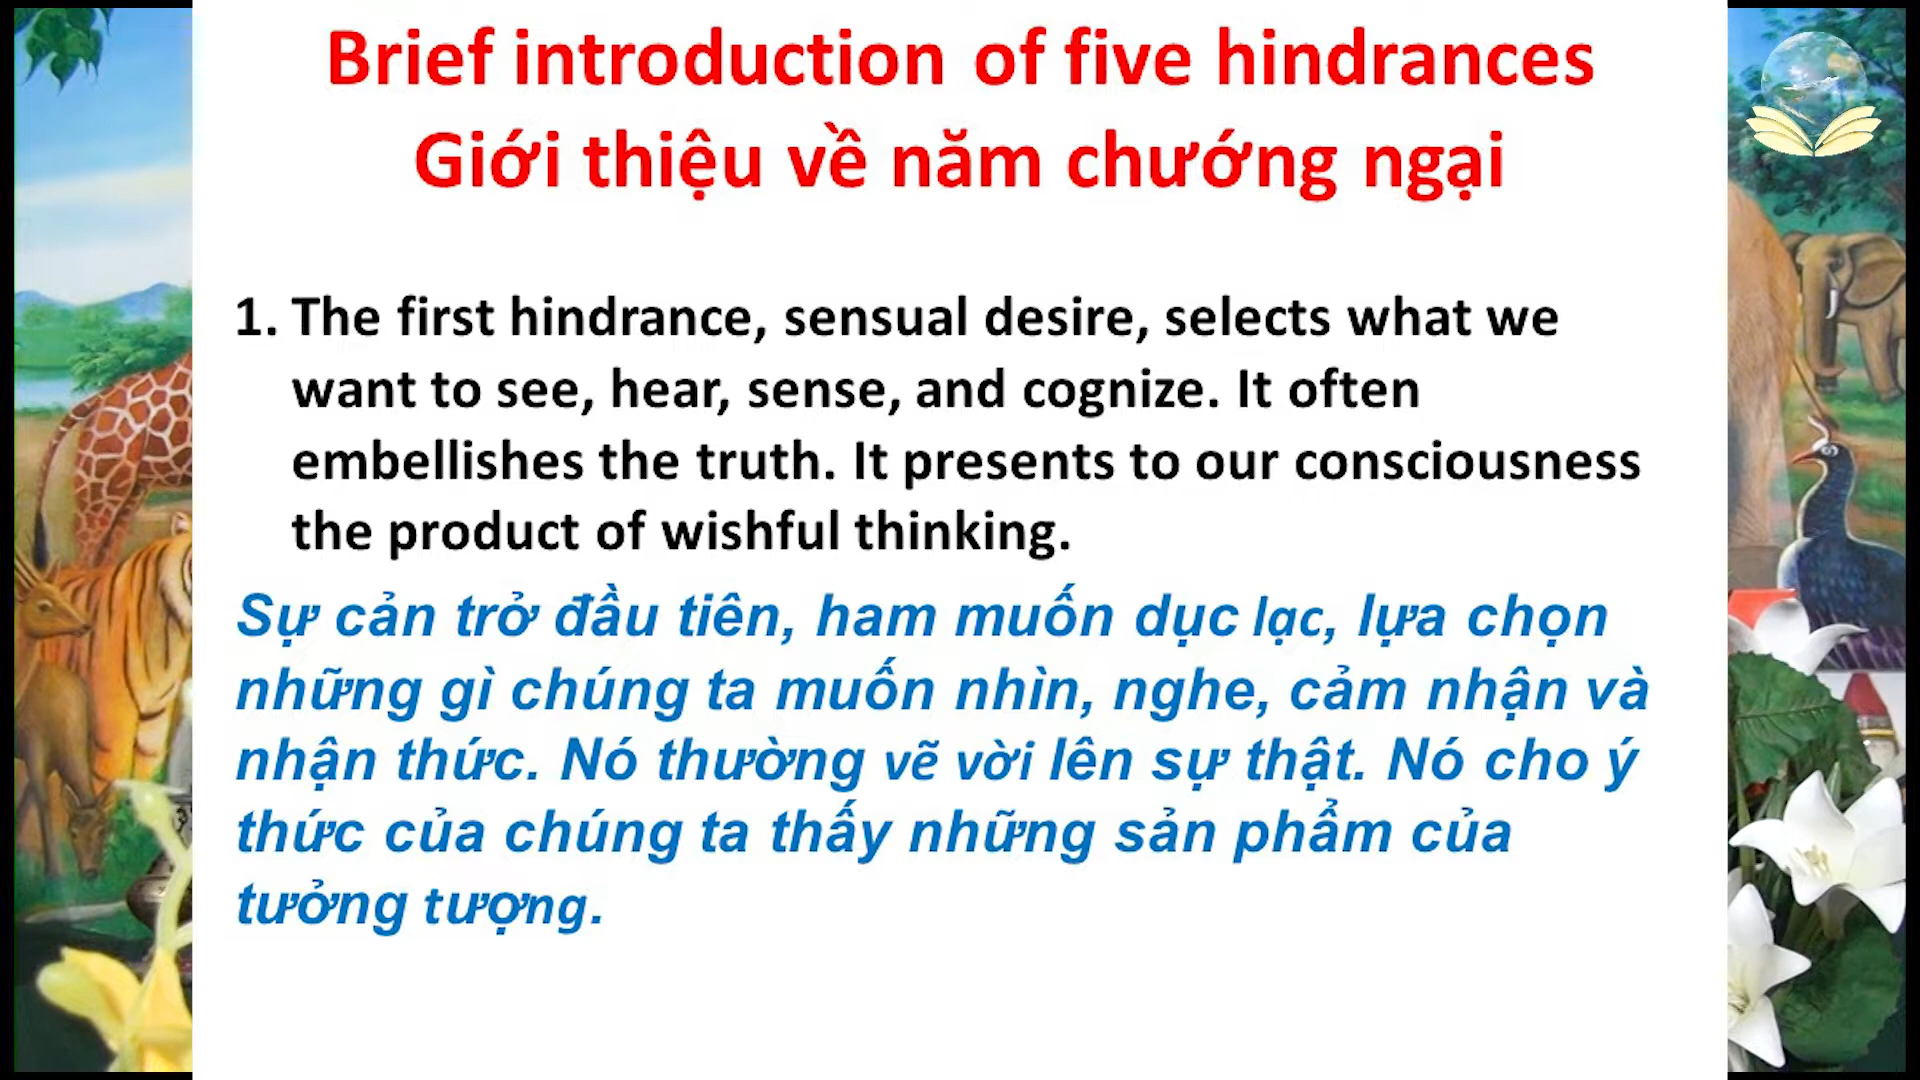 Brief introduction of five hindrances
Giới thiệu về năm chướng ngại
1. The first hindrance, sensual desire, selects what we
want to see, hear, sense, and cognize. It often
embellishes the truth. It presents to our consciousness
the product of wishful thinking.
Sự cản trở đầu tiên, ham muốn dục lạc, lựa chọn
những gì chúng ta muốn nhìn, nghe, cảm nhận và
nhận thức. Nó thường vẽ vời lên sự thật. Nó cho ý
thức của chúng ta thấy những sản phẩm của
tưởng tượng.